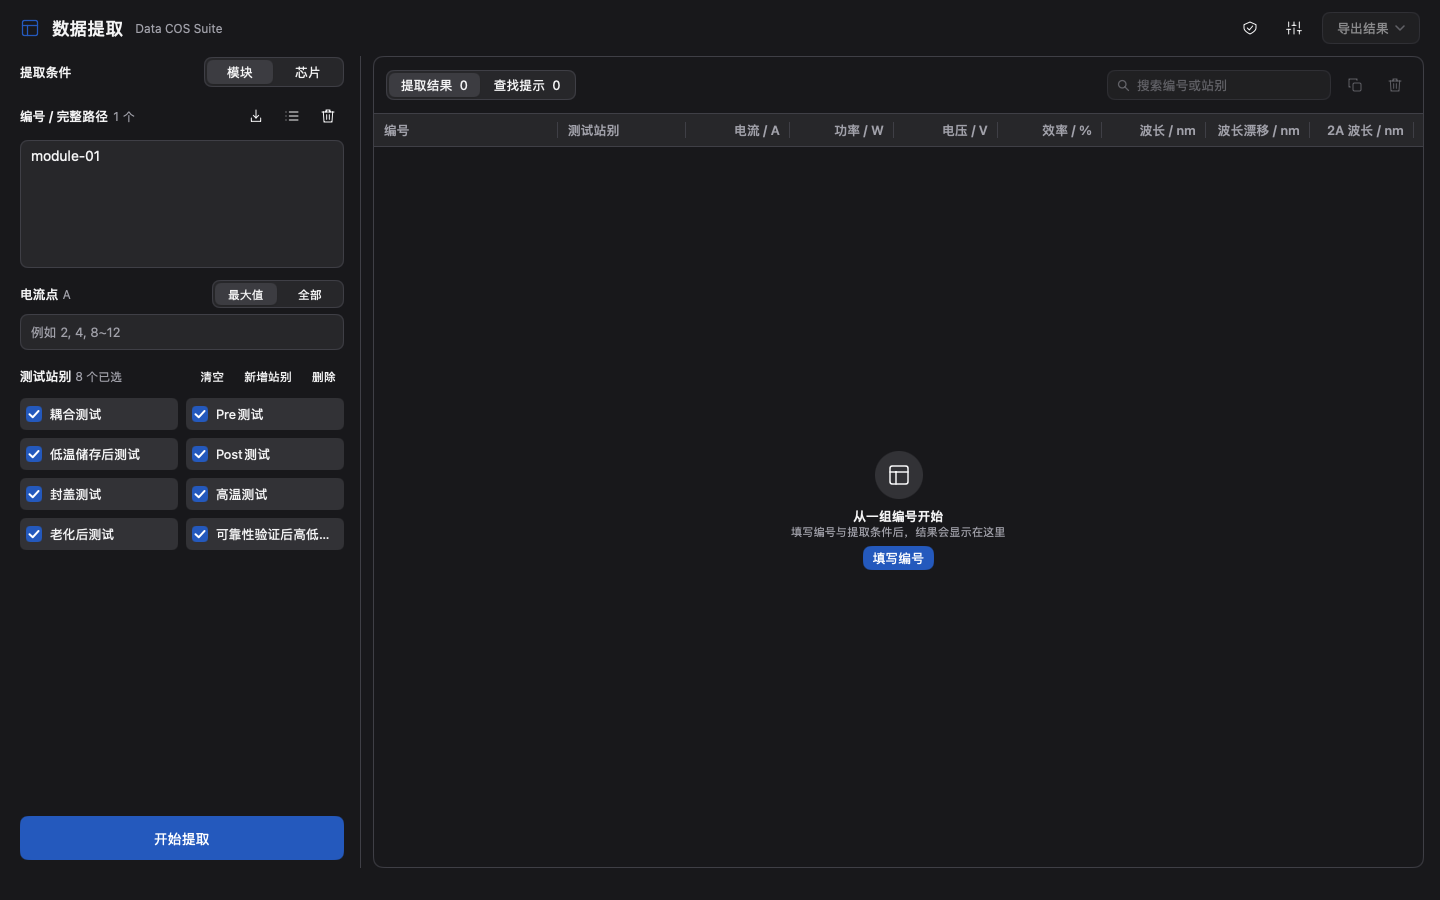 数据提取 Data COS Suite
导出结果
提取条件 模块 芯片
编号 / 完整路径 1 个
module-01
电流点 A 最大值 全部
例如 2, 4, 8~12
测试站别 8 个已选 清空 新增站别 删除
耦合测试 Pre测试
低温储存后测试 Post测试
封盖测试 高温测试
老化后测试 可靠性验证后高低...
开始提取
提取结果 0 查找提示 0 搜索编号或站别
编号 测试站别 电流 / A 功率 / W 电压 / V 效率 / % 波长 / nm 波长漂移 / nm 2A 波长 / nm
从一组编号开始
填写编号与提取条件后，结果会显示在这里
填写编号